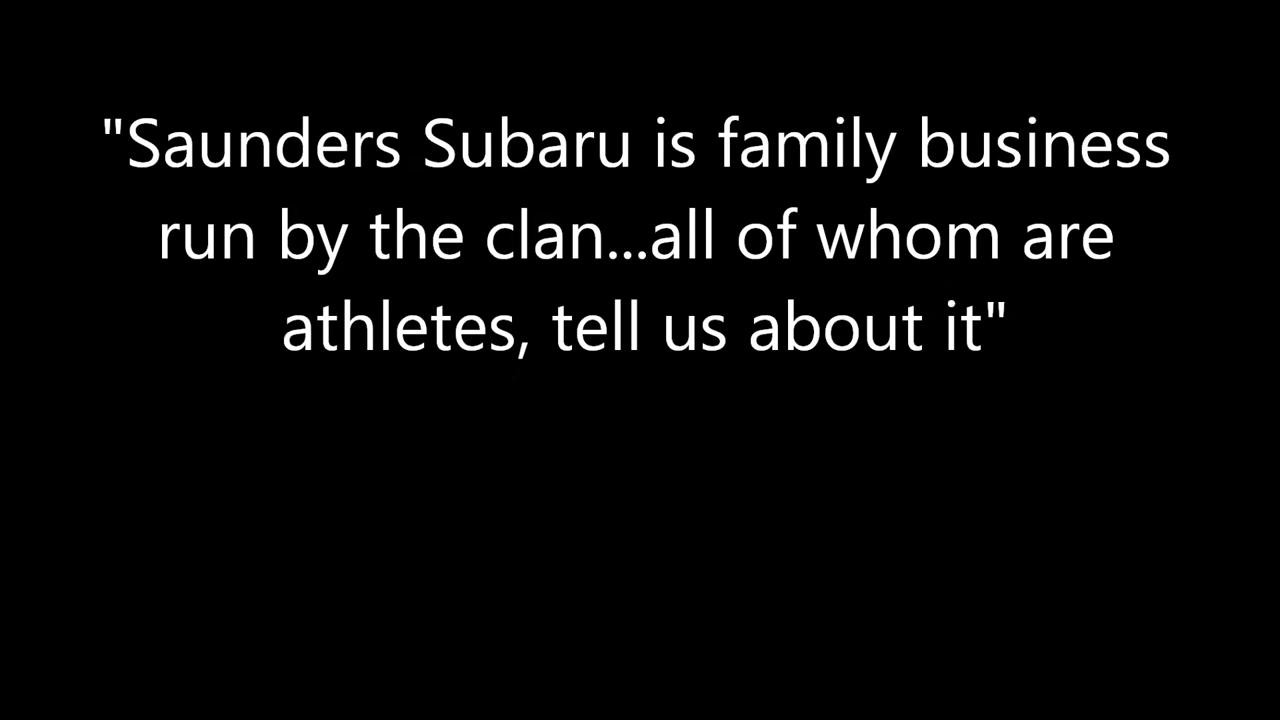 "Saunders Subaru is family business
run by the clan...all of whom are
athletes, tell us about it"